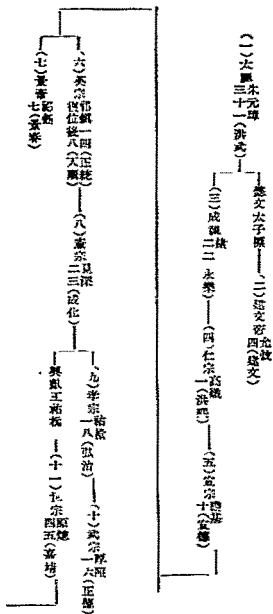 (一)太祖朱元璋
三十一(洪武)
懿文太子標
(二)建文帝允炆
四(建文)
(三)成祖棣
二二 永樂)
(四)仁宗高熾
一(洪熙)
(五)宣宗瞻基
十(宣德)
(六)英宗祁鎮一四(正統)
復位後八(天順)
(七)景帝祁鈺
七(景泰)
(八)憲宗見深
二三(成化)
(九)孝宗祐樘
一八(弘治)
(十)武宗厚照
一六(正德)
興獻王祐杬
(十一)世宗厚熜
四五(嘉靖)